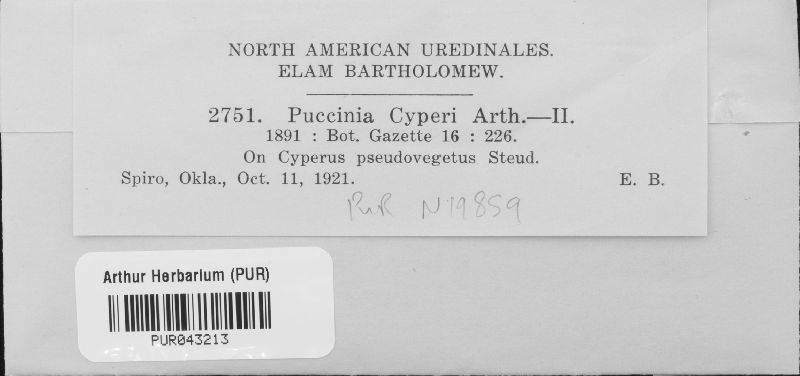 NORTH AMERICAN UREDINALES.
ELAM BARTHOLOMEW.
2751. Puccinia Cyperi Arth.—II.
1891 : Bot. Gazette 16 : 226.
On Cyperus pseudovegetus Steud.
Spiro, Okla., Oct. 11, 1921. E. B.
PUR N19859
Arthur Herbarium (PUR)
PUR043213